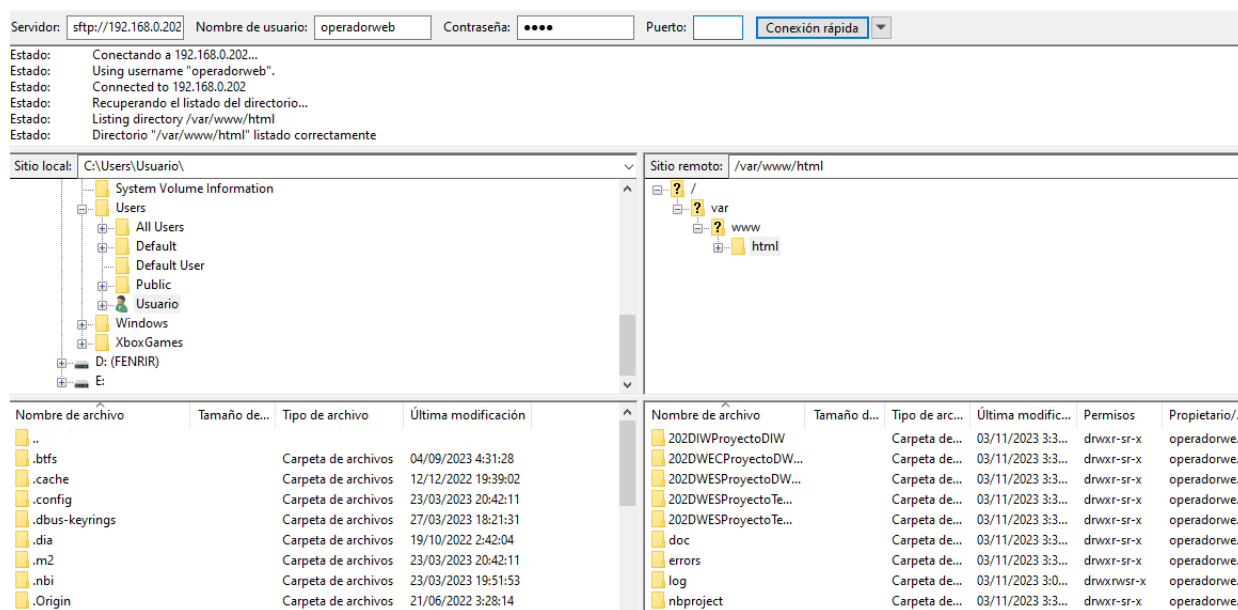 Servidor: sftp://192.168.0.202 Nombre de usuario: operadorweb Contraseña: ●●●● Puerto: Conexión rápida
Estado: Conectando a 192.168.0.202...
Estado: Using username "operadorweb".
Estado: Connected to 192.168.0.202
Estado: Recuperando el listado del directorio...
Estado: Listing directory /var/www/html
Estado: Directorio "/var/www/html" listado correctamente
Sitio local: C:\Users\Usuario\
System Volume Information
Users
All Users
Default
Default User
Public
Usuario
Windows
XboxGames
D: (FENRIR)
E:
Sitio remoto: /var/www/html
? /
? var
? www
html
Nombre de archivo Tamaño de... Tipo de archivo Última modificación
..
.btfs Carpeta de archivos 04/09/2023 4:31:28
.cache Carpeta de archivos 12/12/2022 19:39:02
.config Carpeta de archivos 23/03/2023 20:42:11
.dbus-keyrings Carpeta de archivos 27/03/2023 18:21:31
.dia Carpeta de archivos 19/10/2022 2:42:04
.m2 Carpeta de archivos 23/03/2023 20:42:11
.nbi Carpeta de archivos 23/03/2023 19:51:53
.Origin Carpeta de archivos 21/06/2022 3:28:14
Nombre de archivo Tamaño d... Tipo de arc... Última modific... Permisos Propietario/.
202DIWProyectoDIW Carpeta de... 03/11/2023 3:3... drwxr-sr-x operadorwe.
202DWECProyectoDW... Carpeta de... 03/11/2023 3:3... drwxr-sr-x operadorwe.
202DWESProyectoDW... Carpeta de... 03/11/2023 3:3... drwxr-sr-x operadorwe.
202DWESProyectoTe... Carpeta de... 03/11/2023 3:3... drwxr-sr-x operadorwe.
202DWESProyectoTe... Carpeta de... 03/11/2023 3:3... drwxr-sr-x operadorwe.
doc Carpeta de... 03/11/2023 3:3... drwxr-sr-x operadorwe.
errors Carpeta de... 03/11/2023 3:3... drwxr-sr-x operadorwe.
log Carpeta de... 03/11/2023 3:0... drwxrwsr-x operadorwe.
nbproject Carpeta de... 03/11/2023 3:3... drwxr-sr-x operadorwe.